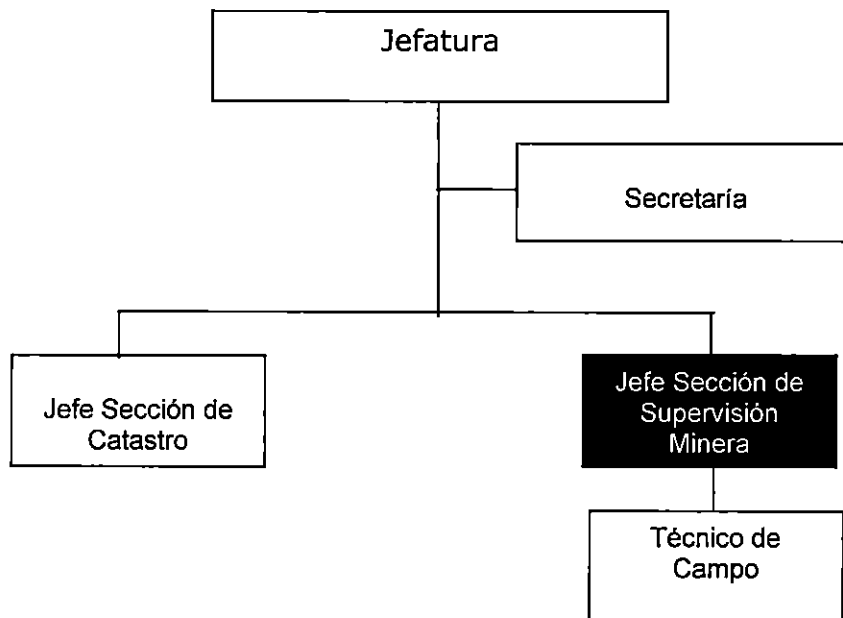 Jefatura
Secretaría
Jefe Sección de
Catastro
Jefe Sección de
Supervisión
Minera
Técnico de
Campo